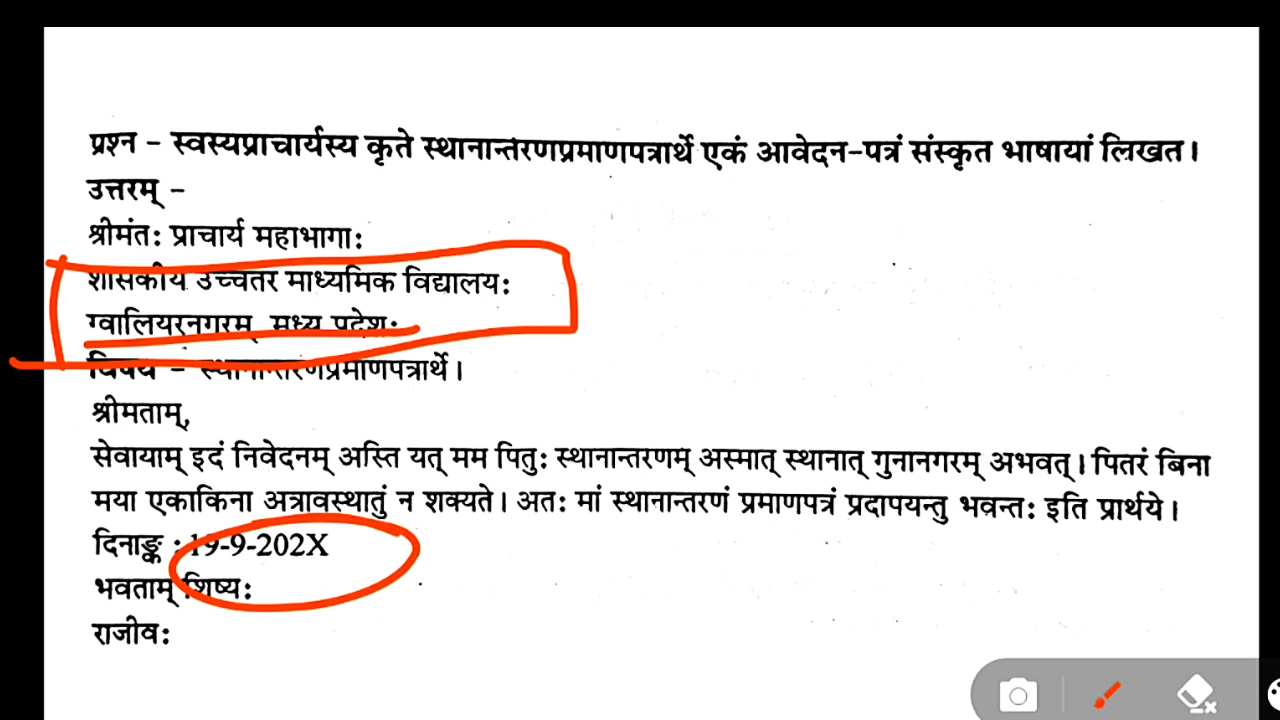 प्रश्न - स्वस्यप्राचार्यस्य कृते स्थानान्तरणप्रमाणपत्रार्थे एकं आवेदन-पत्रं संस्कृत भाषायां लिखत।
उत्तरम् -
श्रीमंतः प्राचार्य महाभागाः
शासकीय उच्चतर माध्यमिक विद्यालयः
ग्वालियरनगरम्, मध्य प्रदेशः
विषय - स्थानान्तरणप्रमाणपत्रार्थे।
श्रीमताम्,
सेवायाम् इदं निवेदनम् अस्ति यत् मम पितुः स्थानान्तरणम् अस्मात् स्थानात् गुनानगरम् अभवत्। पितरं बिना
मया एकाकिना अत्रावस्थातुं न शक्यते। अतः मां स्थानान्तरणं प्रमाणपत्रं प्रदापयन्तु भवन्तः इति प्रार्थये।
दिनाङ्क : 19-9-202X
भवताम् शिष्यः
राजीवः